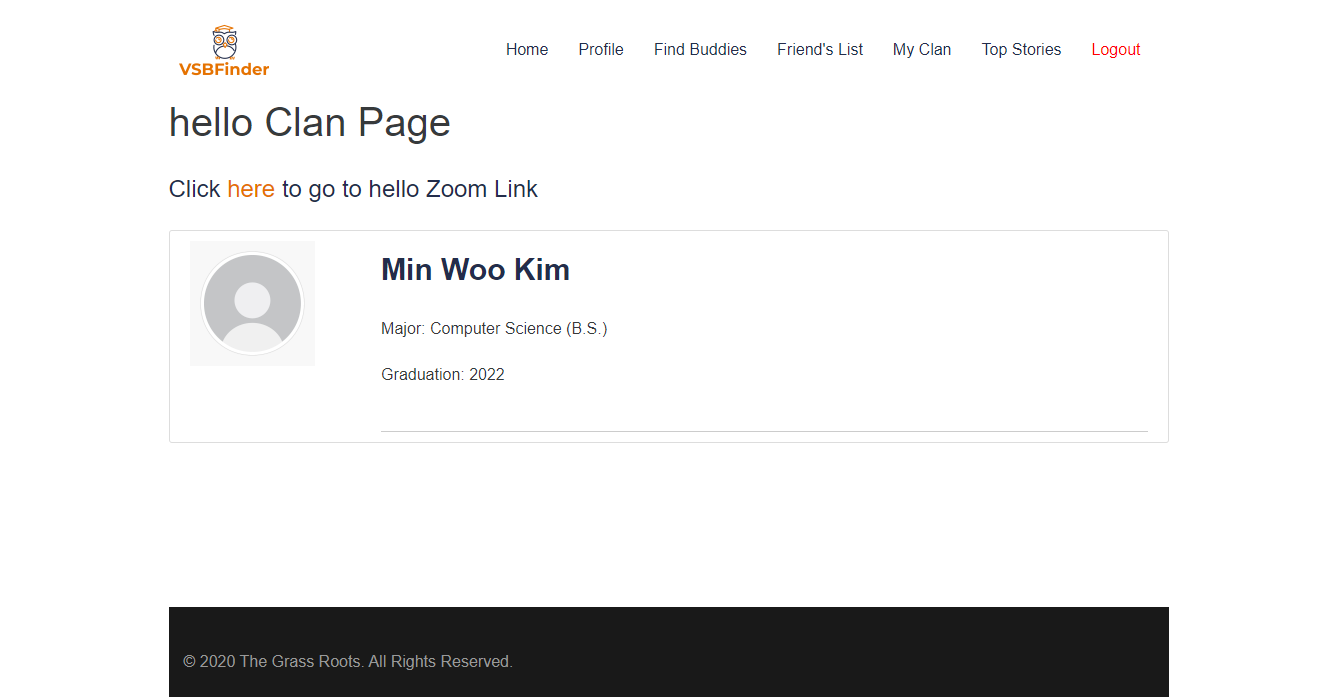 VSBFinder
Home Profile Find Buddies Friend's List My Clan Top Stories Logout
hello Clan Page
Click here to go to hello Zoom Link
Min Woo Kim
Major: Computer Science (B.S.)
Graduation: 2022
© 2020 The Grass Roots. All Rights Reserved.